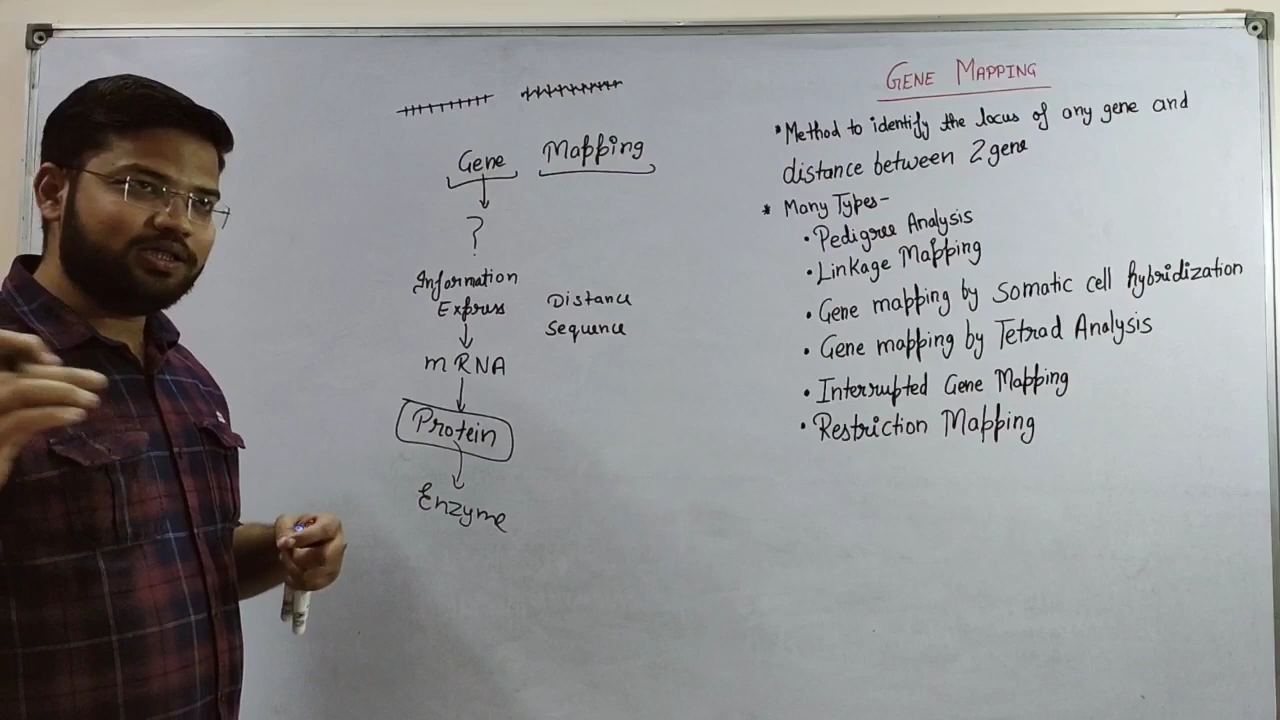 Gene Mapping
?
Information
Express
Distance
Sequence
mRNA
Protein
Enzyme
GENE MAPPING
* Method to identify the locus of any gene and
distance between 2 gene
* Many Types-
• Pedigree Analysis
• Linkage Mapping
• Gene mapping by Somatic cell hybridization
• Gene mapping by Tetrad Analysis
• Interrupted Gene Mapping
• Restriction Mapping